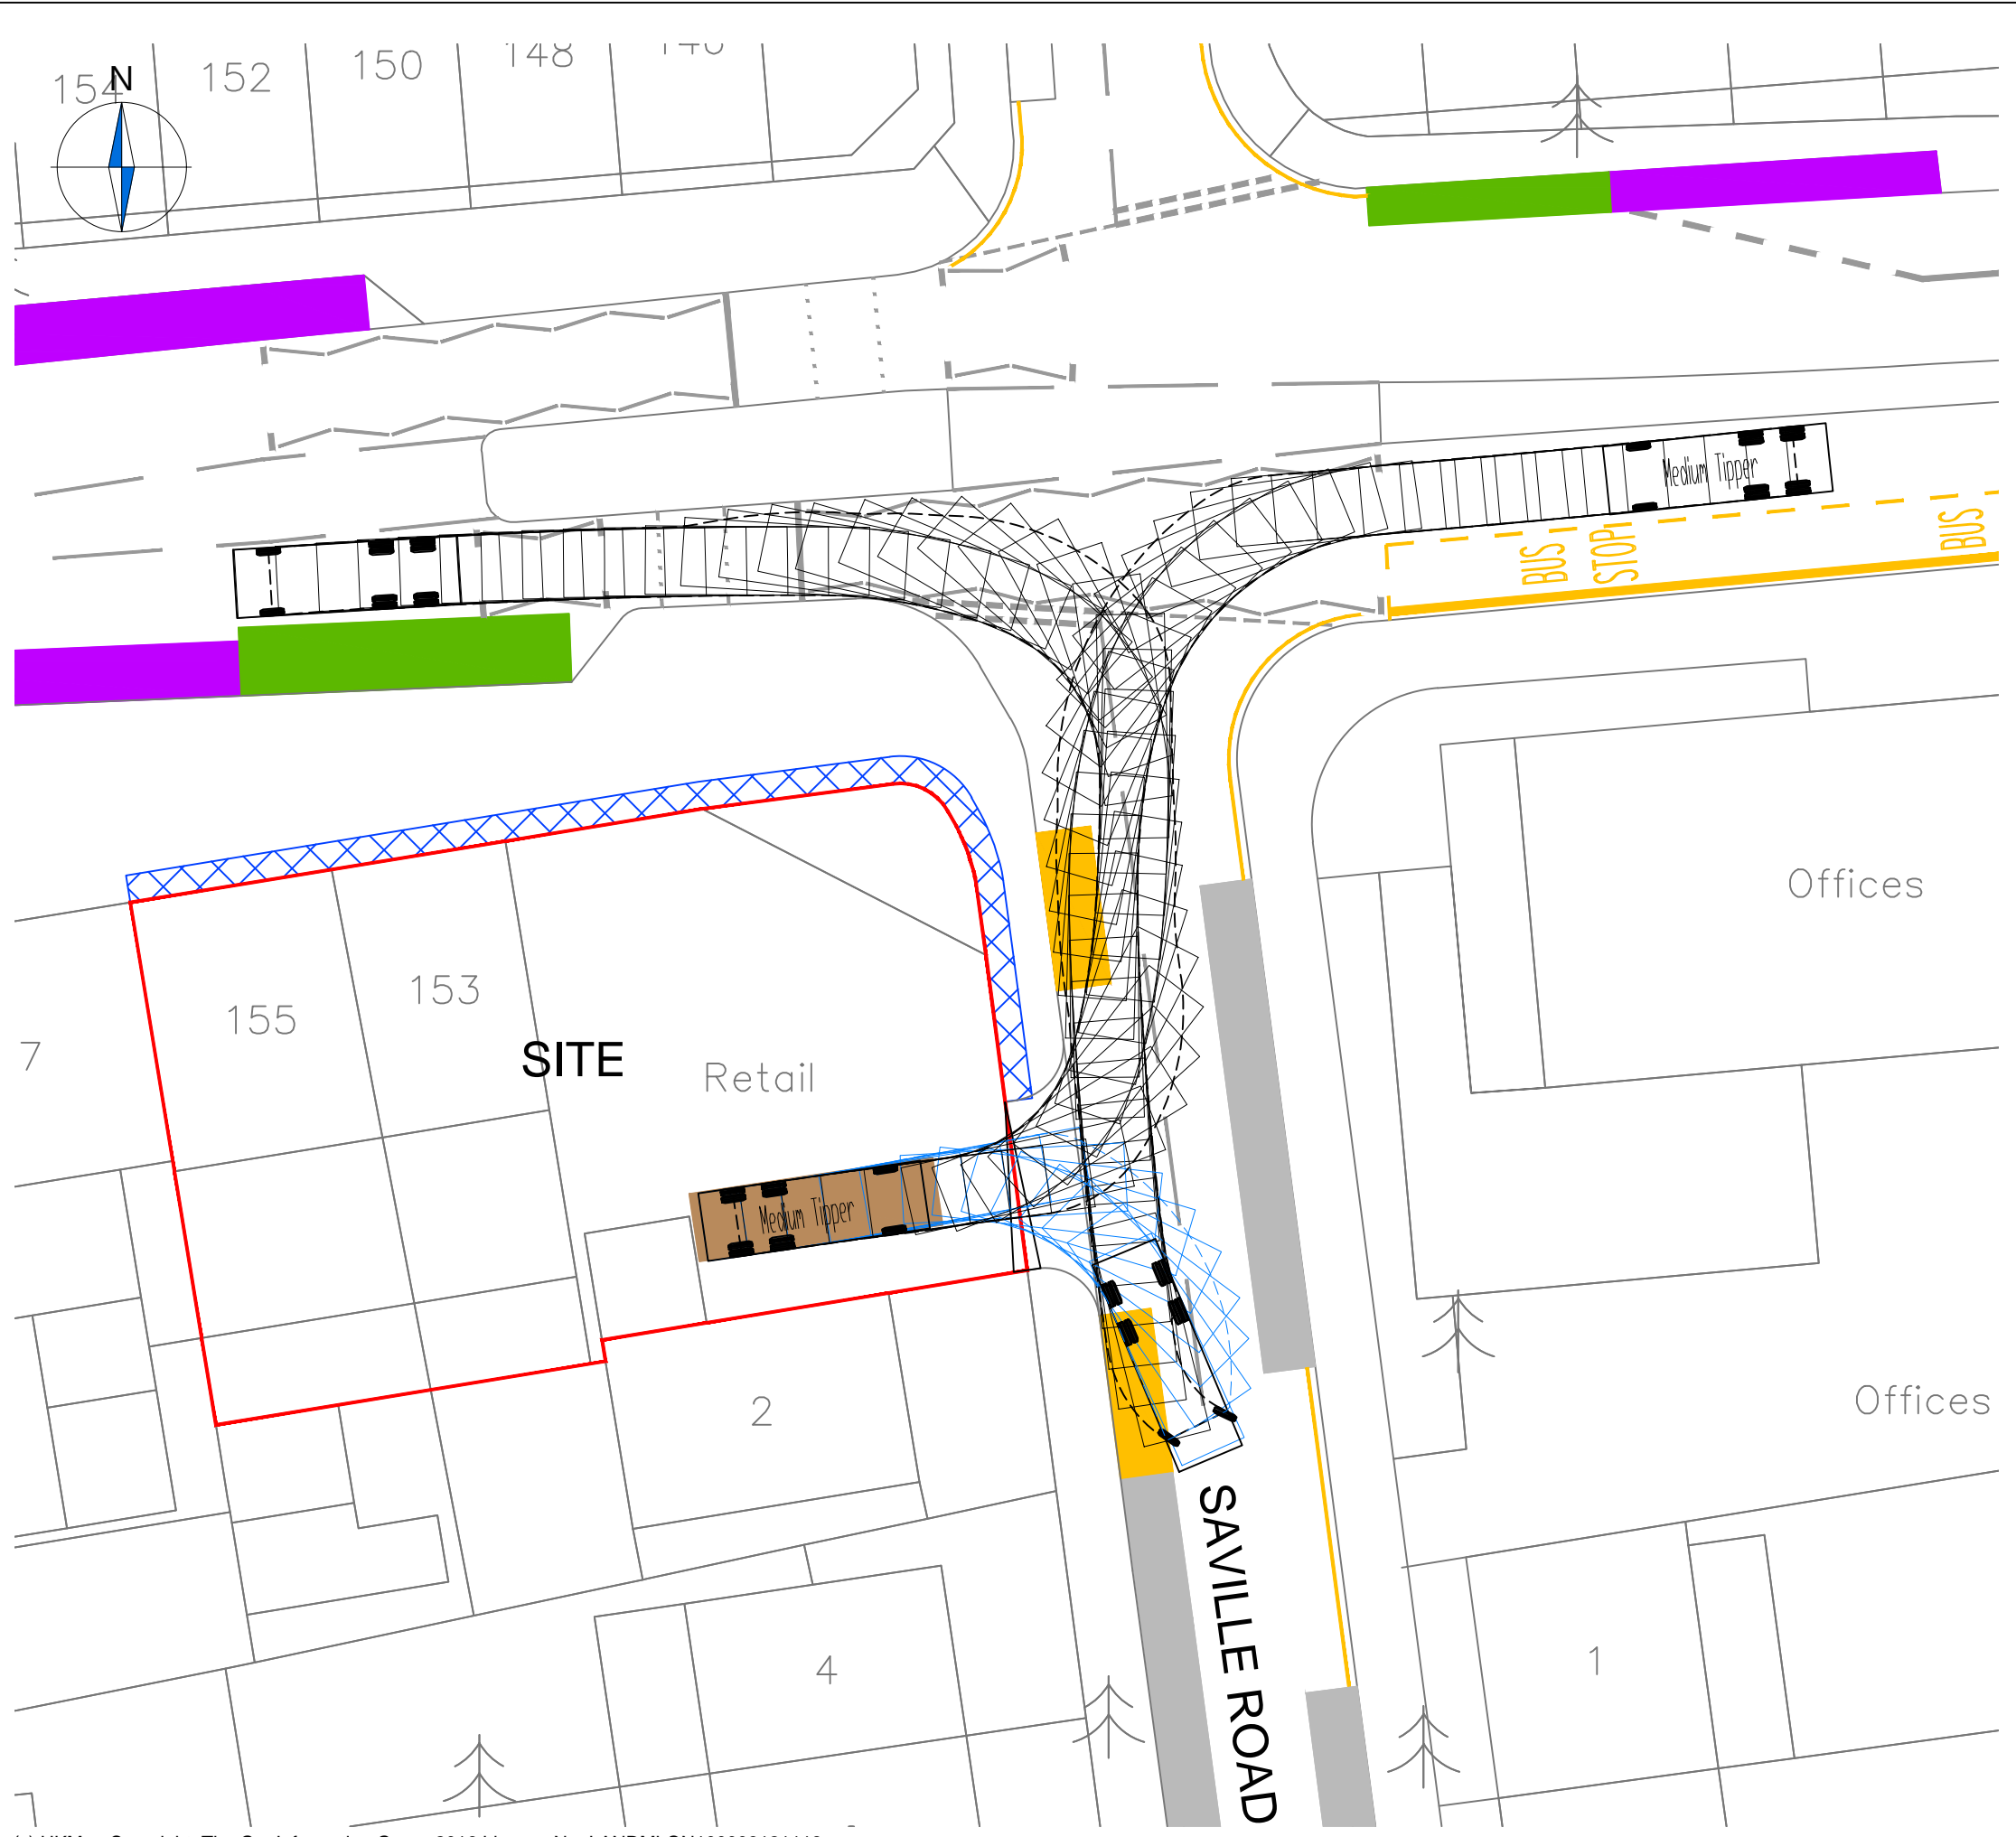 N
154
152
150
148
Medium Tipper
BUS
STOP
BUS
Offices
155
153
7
SITE
Retail
Medium Tipper
2
Offices
SAVILLE ROAD
4
1